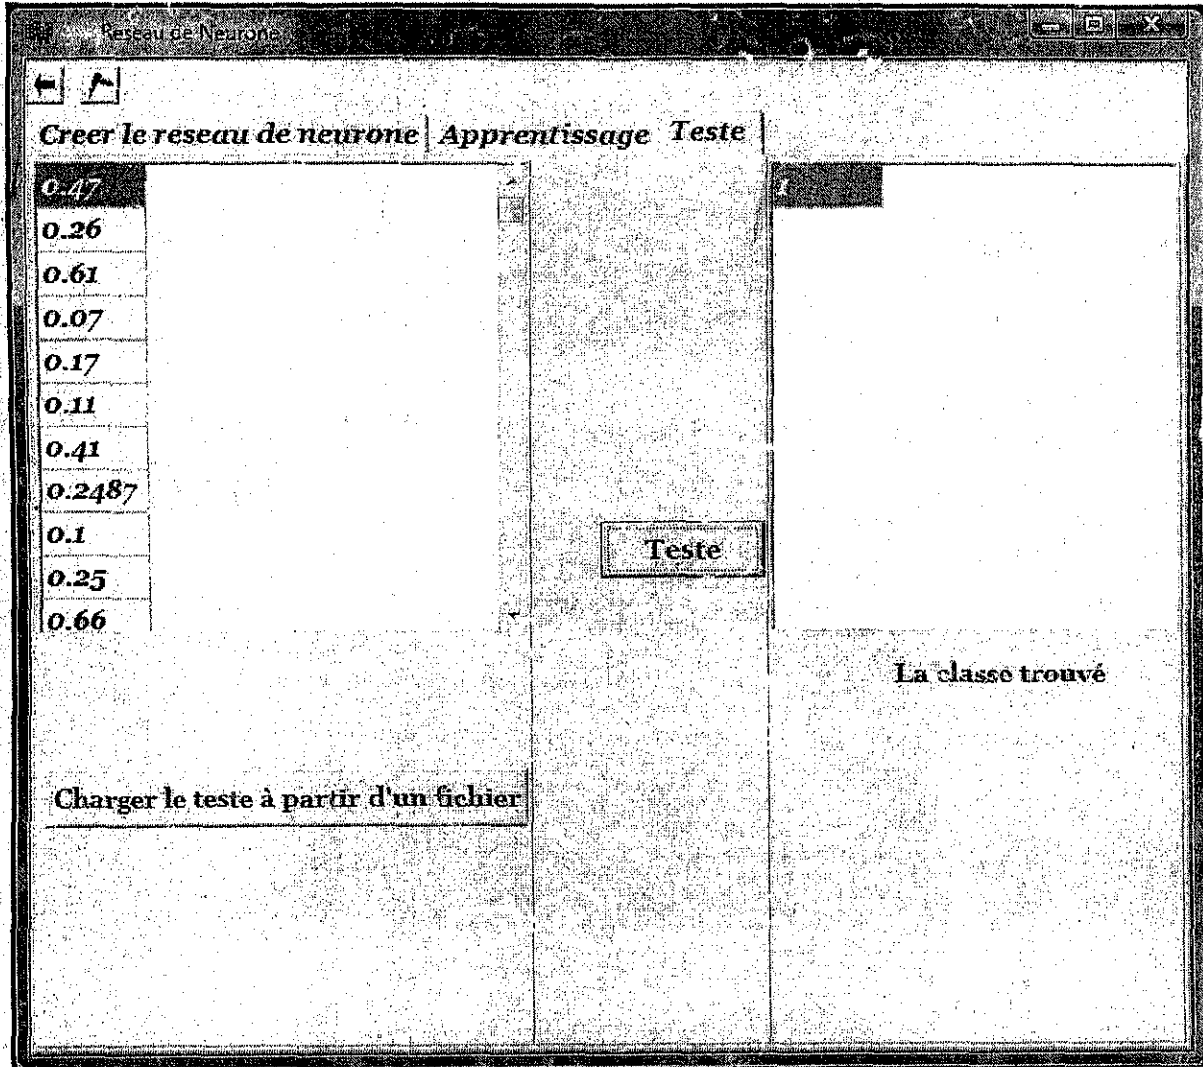 Reseau de Neurone
Creer le reseau de neurone Apprentissage Teste
0.47
0.26
0.61
0.07
0.17
0.11
0.41
0.2487
0.1
0.25
0.66
Teste
1
La classe trouvé
Charger le teste à partir d'un fichier